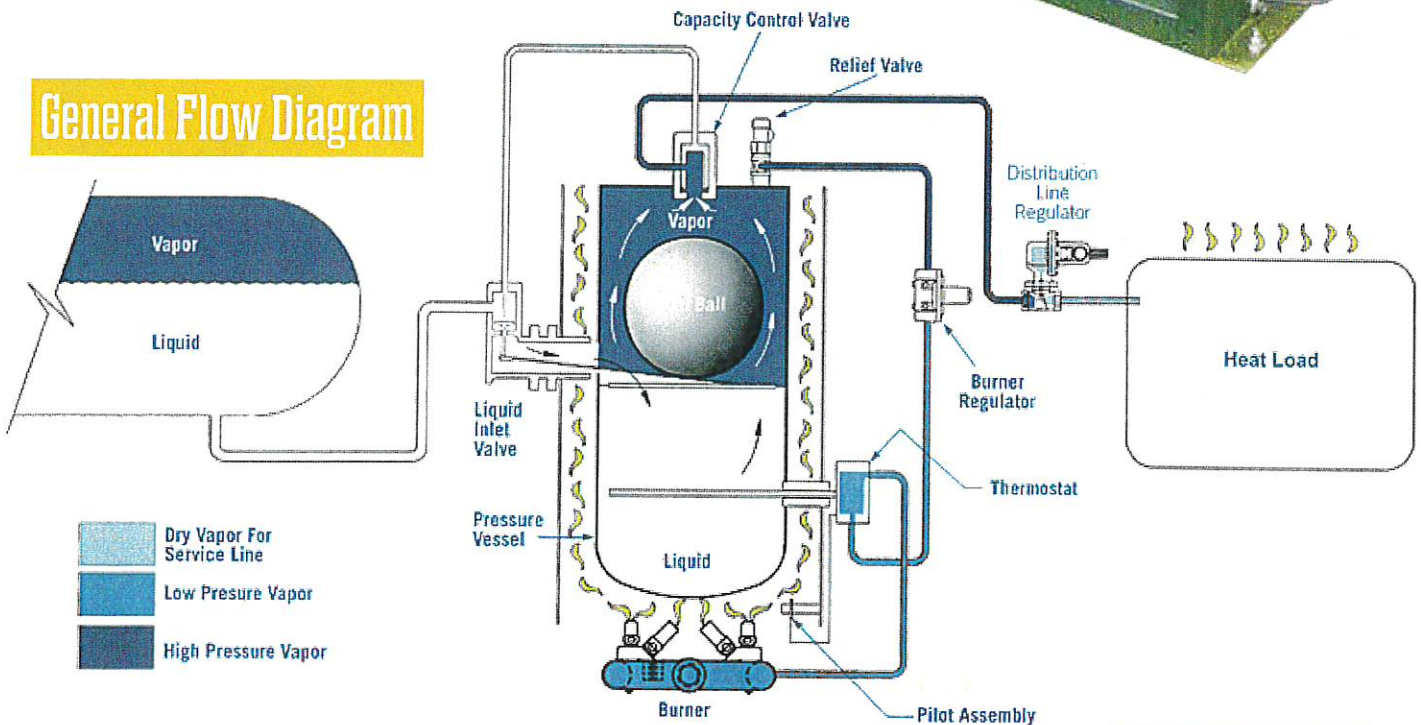 Capacity Control Valve
Relief Valve
General Flow Diagram
Distribution
Line
Regulator
Vapor
Vapor
Ball
Liquid
Heat Load
Burner
Regulator
Liquid
Inlet
Valve
Thermostat
Pressure
Vessel
Liquid
Dry Vapor For
Service Line
Low Presure Vapor
High Pressure Vapor
Burner
Pilot Assembly